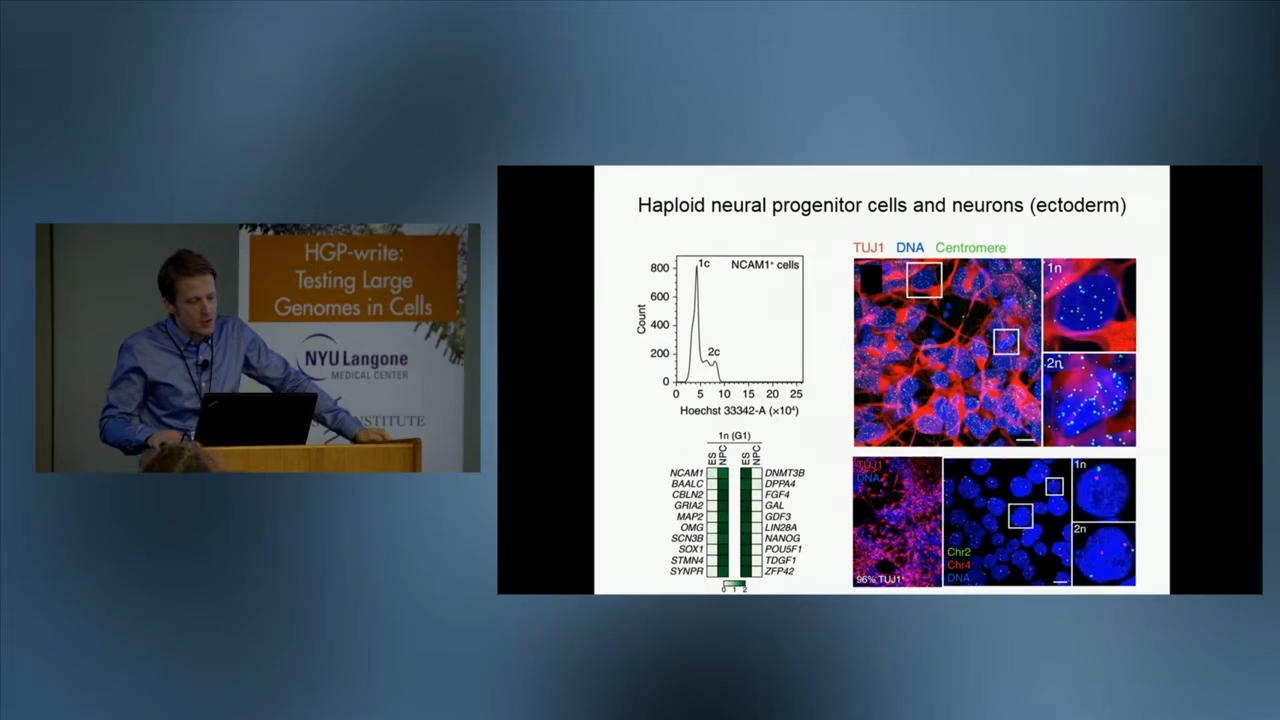 HGP-write:
Testing Large
Genomes in Cells
NYU Langone
MEDICAL CENTER
INSTITUTE
Haploid neural progenitor cells and neurons (ectoderm)
1c
NCAM1⁺ cells
2c
Count
800
600
400
200
0
0 5 10 15 20 25
Hoechst 33342-A (×10⁴)
1n (G1)
ES NPC ES NPC
NCAM1 DNMT3B
BAALC DPPA4
CBLN2 FGF4
GRIA2 GAL
MAP2 GDF3
OMG LIN28A
SCN3B NANOG
SOX1 POU5F1
STMN4 TDGF1
SYNPR ZFP42
0 1 2
TUJ1 DNA Centromere
1n
2n
TUJ1
DNA
96% TUJ1⁺
Chr2
Chr4
DNA
1n
2n